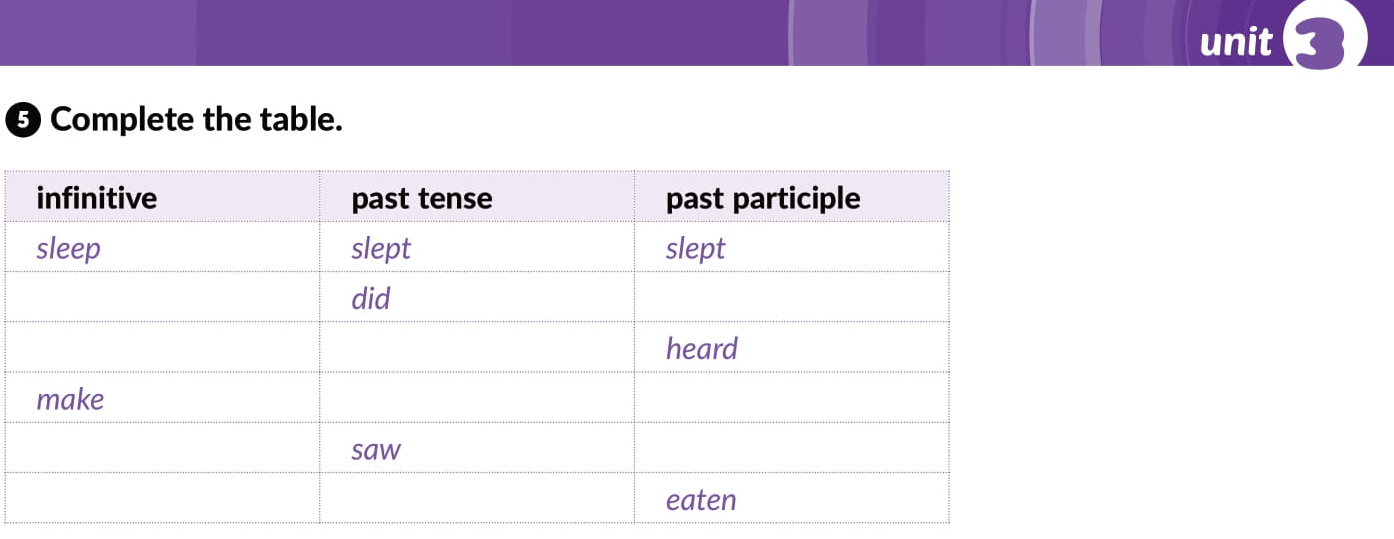 unit 3
5 Complete the table.
infinitive past tense past participle
sleep slept slept
did
heard
make
saw
eaten